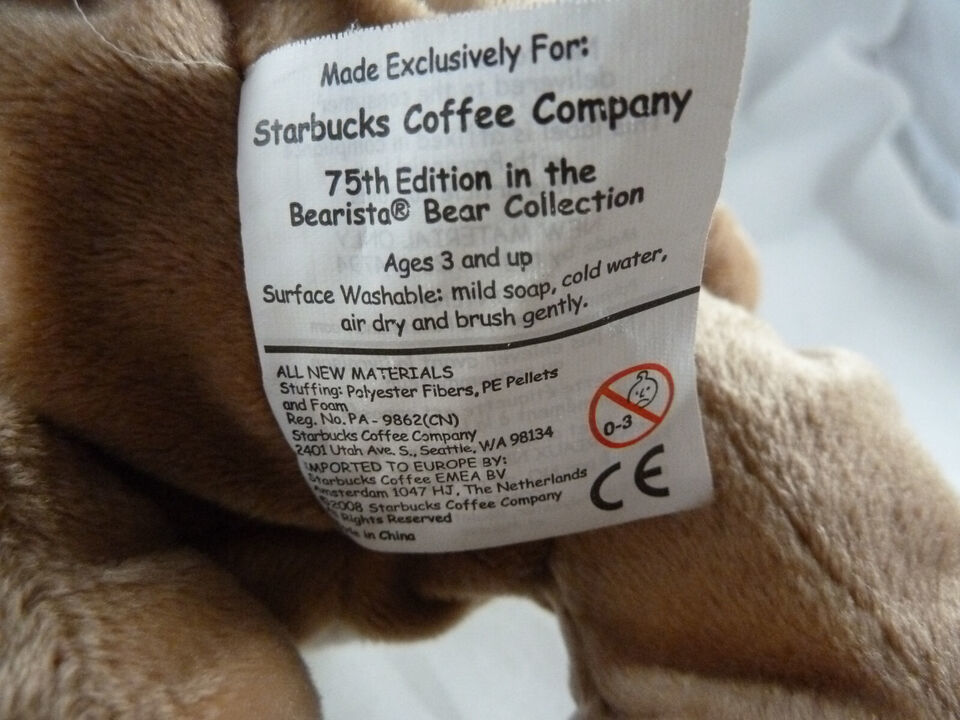 Made Exclusively For:
Starbucks Coffee Company
75th Edition in the
Bearista® Bear Collection
Ages 3 and up
Surface Washable: mild soap, cold water,
air dry and brush gently.
ALL NEW MATERIALS
Stuffing: Polyester Fibers, PE Pellets
and Foam
Reg. No. PA - 9862(CN)
Starbucks Coffee Company
2401 Utah Ave. S., Seattle, WA 98134
IMPORTED TO EUROPE BY:
Starbucks Coffee EMEA BV
Amsterdam 1047 HJ, The Netherlands
©2008 Starbucks Coffee Company
Rights Reserved
in China
0-3
CE